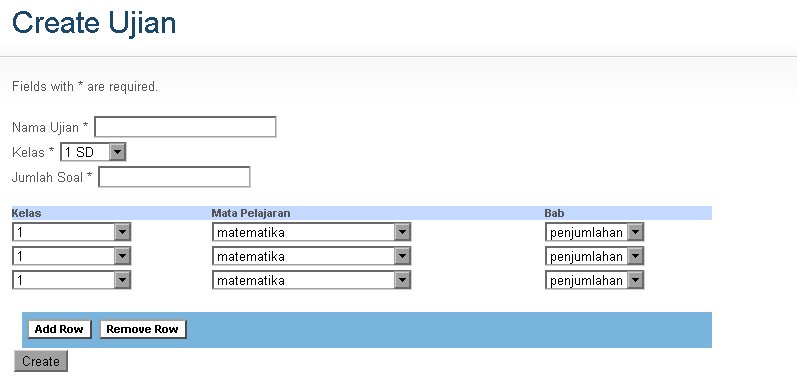 Create Ujian
Fields with * are required.
Nama Ujian *
Kelas * 1 SD
Jumlah Soal *
Kelas Mata Pelajaran Bab
1 matematika penjumlahan
1 matematika penjumlahan
1 matematika penjumlahan
Add Row Remove Row
Create